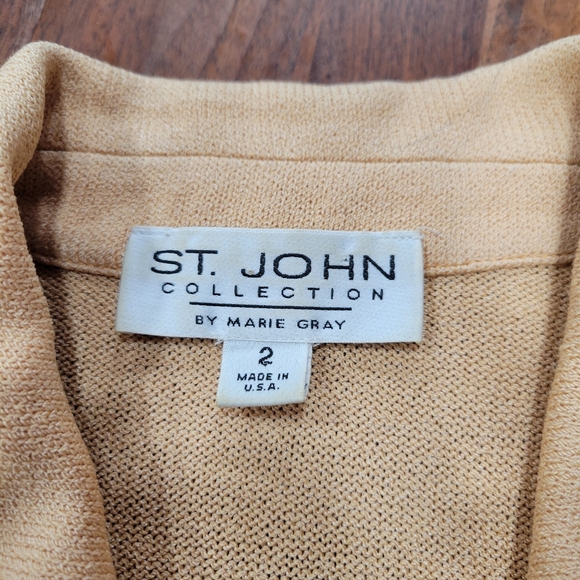 ST. JOHN
COLLECTION
BY MARIE GRAY
2
MADE IN
U.S.A.